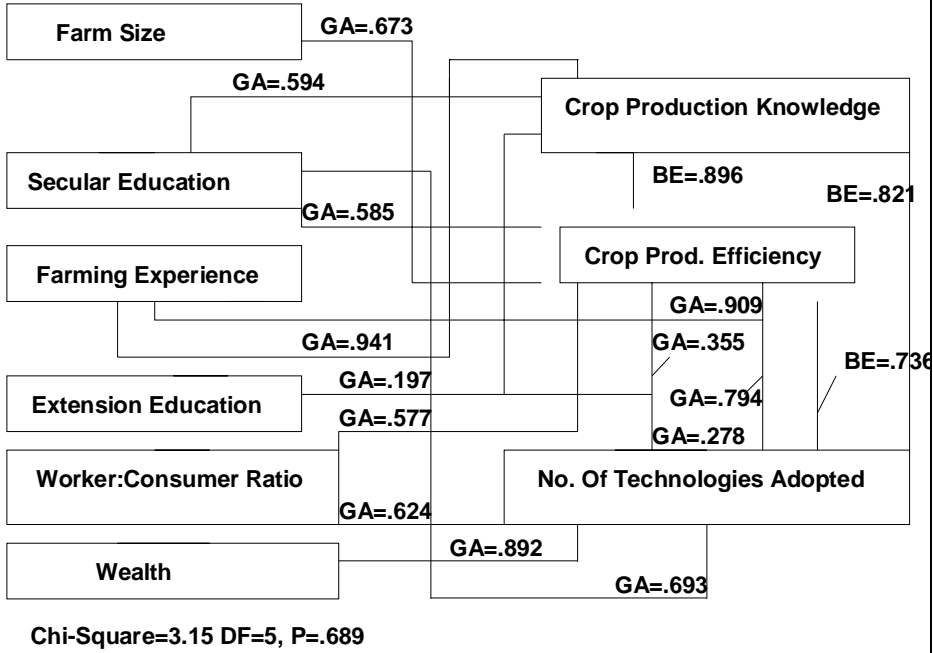 Farm Size
GA=.673
GA=.594
Crop Production Knowledge
Secular Education
BE=.896
BE=.821
GA=.585
Farming Experience
Crop Prod. Efficiency
GA=.909
GA=.941
GA=.355
BE=.736
GA=.197
GA=.794
Extension Education
GA=.577
GA=.278
Worker:Consumer Ratio
No. Of Technologies Adopted
GA=.624
GA=.892
Wealth
GA=.693
Chi-Square=3.15 DF=5, P=.689